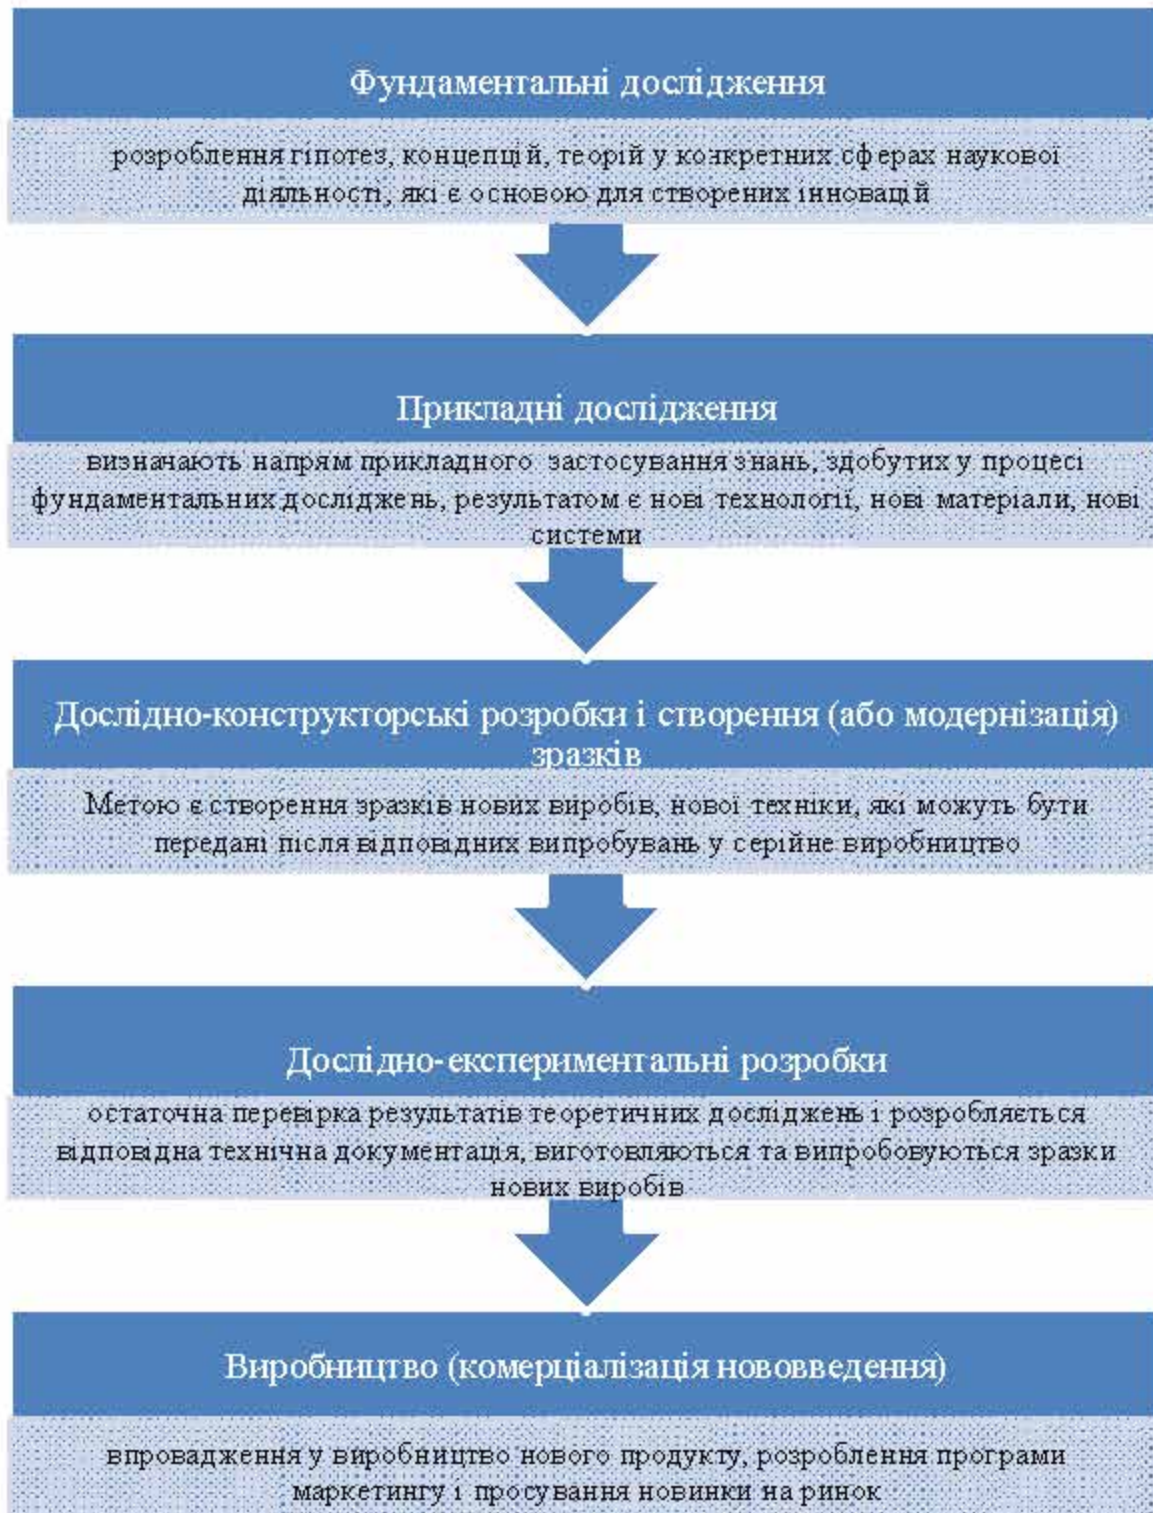 Фундаментальні дослідження
розроблення гіпотез, концепцій, теорій у конкретних сферах наукової
діяльності, які є основою для створених інновацій
Прикладні дослідження
визначають напрям прикладного застосування знань, здобутих у процесі
фундаментальних досліджень, результатом є нові технології, нові матеріали, нові
системи
Дослідно-конструкторські розробки і створення (або модернізація)
зразків
Метою є створення зразків нових виробів, нової техніки, які можуть бути
передані після відповідних випробувань у серійне виробництво
Дослідно-експериментальні розробки
остаточна перевірка результатів теоретичних досліджень і розробляється
відповідна технічна документація, виготовляються та випробовуються зразки
нових виробів
Виробництво (комерціалізація нововведення)
впровадження у виробництво нового продукту, розроблення програми
маркетингу і просування новинки на ринок